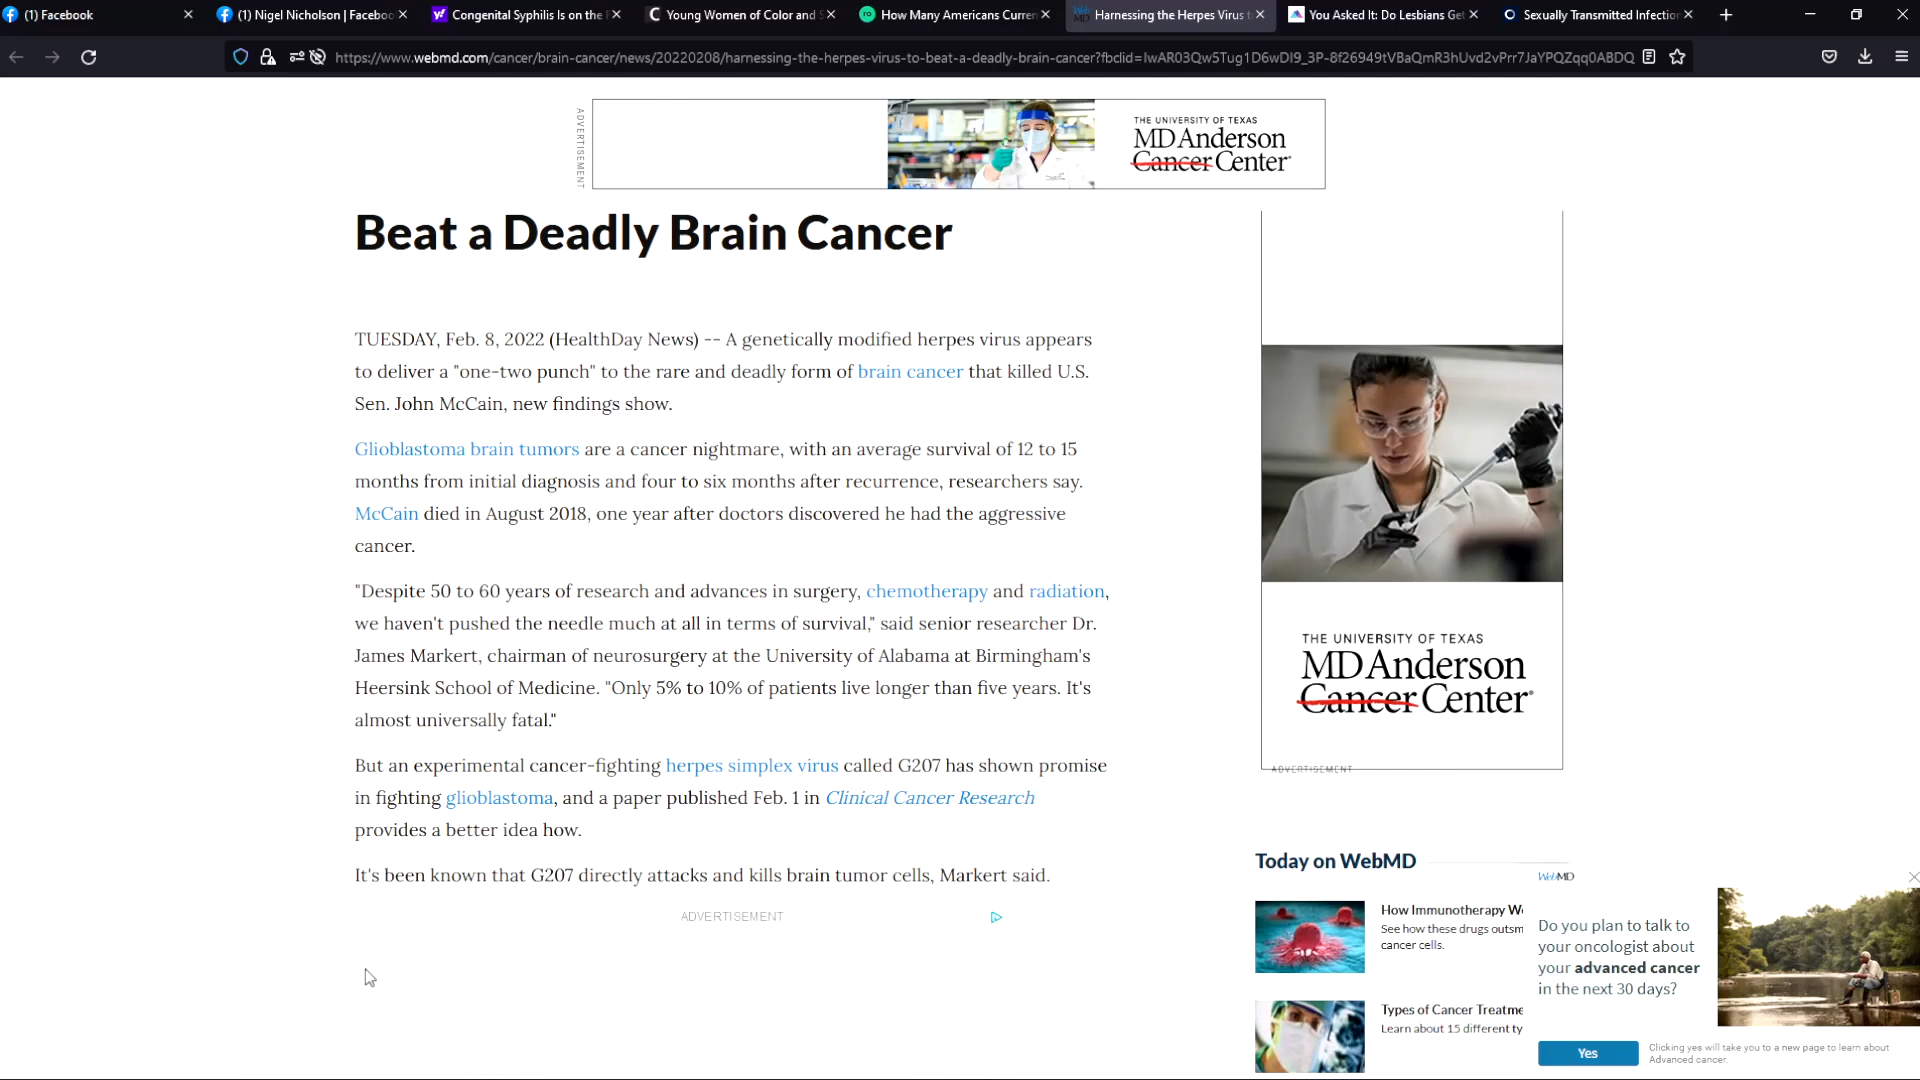 (1) Facebook
(1) Nigel Nicholson | Facebook
Congenital Syphilis Is on the
Young Women of Color and S
How Many Americans Curren
Harnessing the Herpes Virus t
You Asked It: Do Lesbians Get
Sexually Transmitted Infection
https://www.webmd.com/cancer/brain-cancer/news/20220208/harnessing-the-herpes-virus-to-beat-a-deadly-brain-cancer?fbclid=
ADVERTISEMENT
THE UNIVERSITY OF TEXAS
MD Anderson
Cancer Center
Beat a Deadly Brain Cancer
TUESDAY, Feb. 8, 2022 (HealthDay News) -- A genetically modified herpes virus appears
to deliver a "one-two punch" to the rare and deadly form of brain cancer that killed U.S.
Sen. John McCain, new findings show.
Glioblastoma brain tumors are a cancer nightmare, with an average survival of 12 to 15
months from initial diagnosis and four to six months after recurrence, researchers say.
McCain died in August 2018, one year after doctors discovered he had the aggressive
cancer.
"Despite 50 to 60 years of research and advances in surgery, chemotherapy and radiation,
we haven't pushed the needle much at all in terms of survival," said senior researcher Dr.
James Markert, chairman of neurosurgery at the University of Alabama at Birmingham's
Heersink School of Medicine. "Only 5% to 10% of patients live longer than five years. It's
almost universally fatal."
But an experimental cancer-fighting herpes simplex virus called G207 has shown promise
in fighting glioblastoma, and a paper published Feb. 1 in Clinical Cancer Research
provides a better idea how.
It's been known that G207 directly attacks and kills brain tumor cells, Markert said.
ADVERTISEMENT
THE UNIVERSITY OF TEXAS
MD Anderson
Cancer Center
ADVERTISEMENT
Today on WebMD
How Immunotherapy Wo
See how these drugs outsm
cancer cells.
Types of Cancer Treatme
Learn about 15 different ty
WebMD
Do you plan to talk to
your oncologist about
your advanced cancer
in the next 30 days?
Yes
Clicking yes will take you to a new page to learn about
Advanced cancer.